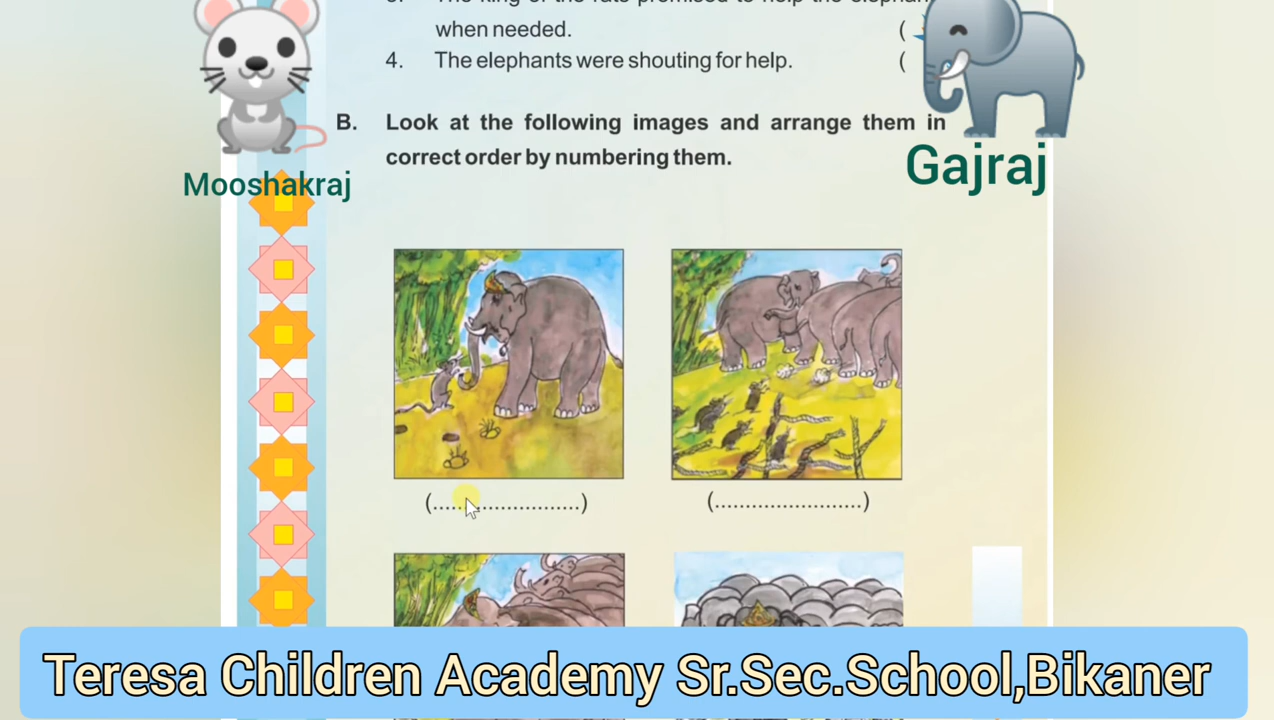 when needed. (
4. The elephants were shouting for help. (
B. Look at the following images and arrange them in
correct order by numbering them.
Mooshakraj
Gajraj
(........................)
(........................)
Teresa Children Academy Sr.Sec.School,Bikaner